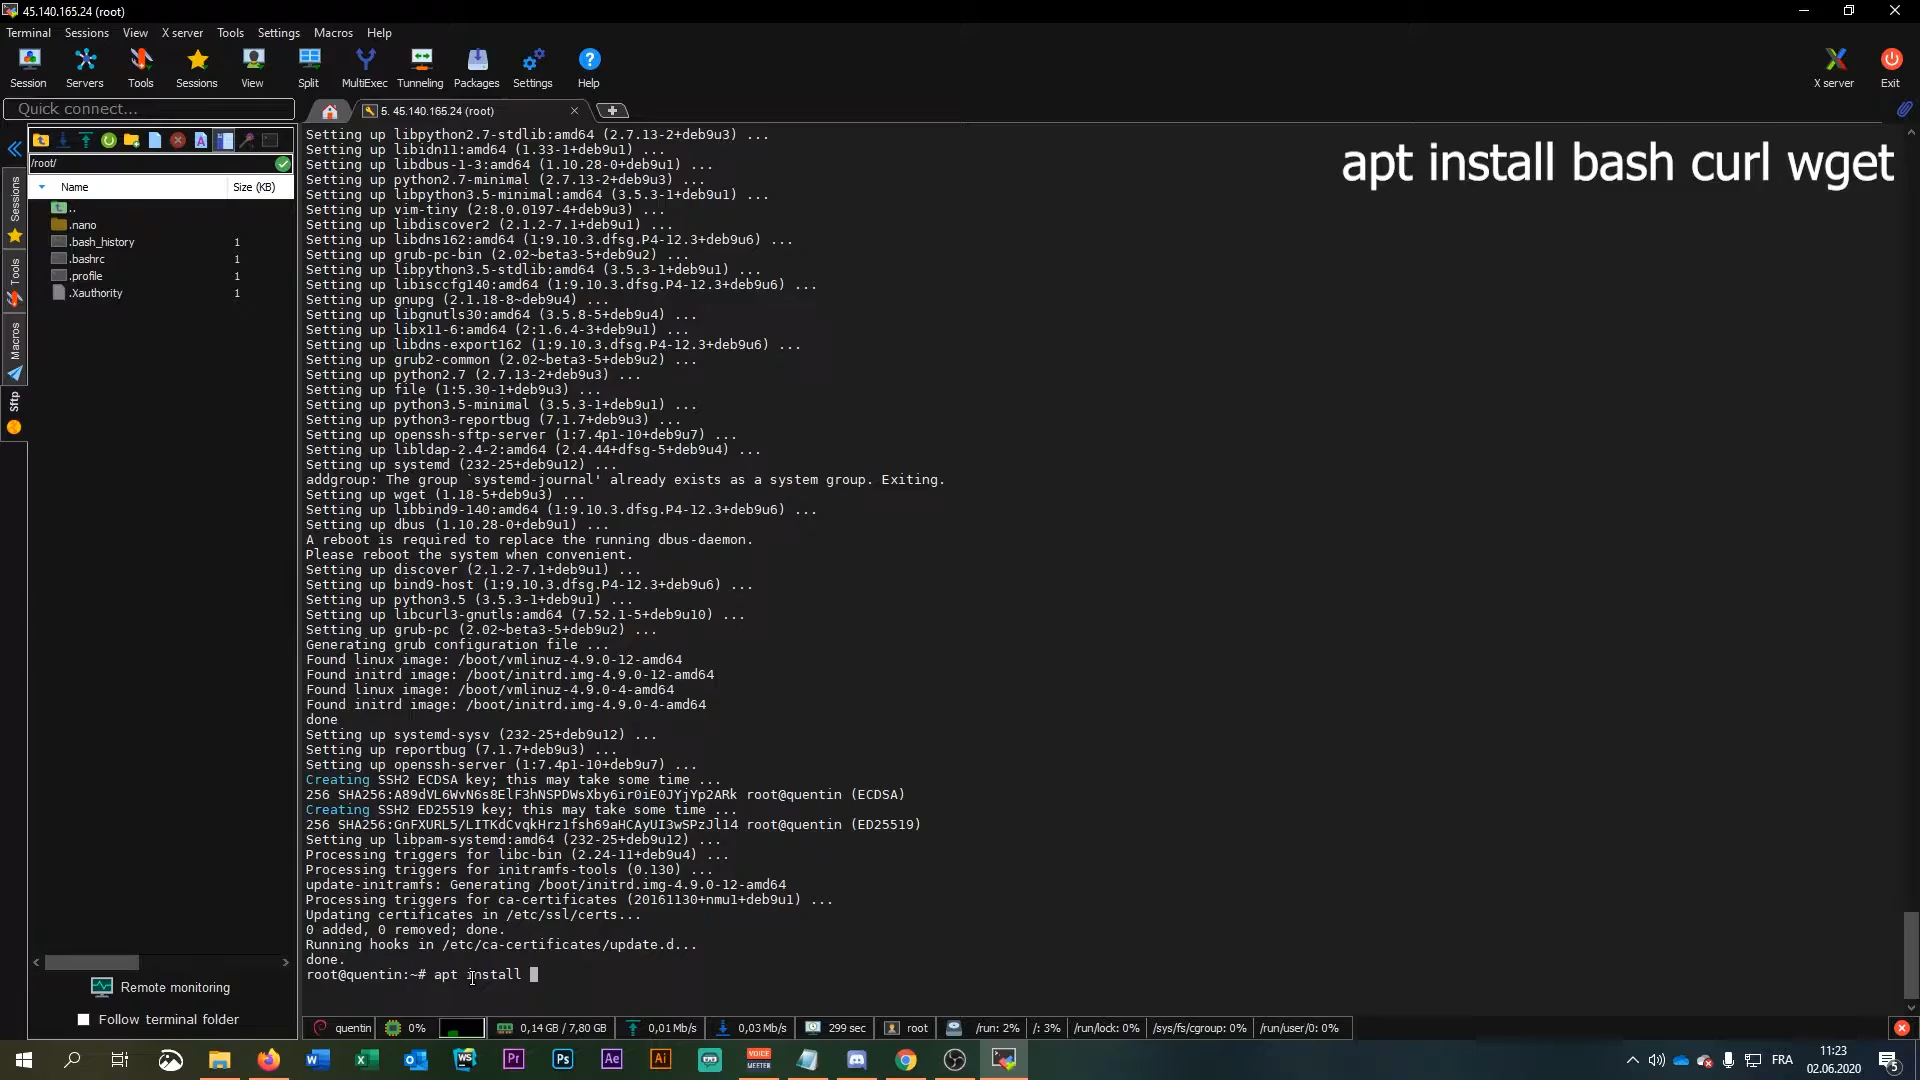 45.140.165.24 (root)
Terminal Sessions View X server Tools Settings Macros Help
Session Servers Tools Sessions View Split MultiExec Tunneling Packages Settings Help X server Exit
Quick connect...
5. 45.140.165.24 (root)
/root/
Name Size (KB)
..
.nano
.bash_history 1
.bashrc 1
.profile 1
.Xauthority 1
Sessions
Tools
Macros
Sftp
apt install bash curl wget
Setting up libpython2.7-stdlib:amd64 (2.7.13-2+deb9u3) ...
Setting up libidn11:amd64 (1.33-1+deb9u1) ...
Setting up libdbus-1-3:amd64 (1.10.28-0+deb9u1) ...
Setting up python2.7-minimal (2.7.13-2+deb9u3) ...
Setting up libpython3.5-minimal:amd64 (3.5.3-1+deb9u1) ...
Setting up vim-tiny (2:8.0.0197-4+deb9u3) ...
Setting up libdiscover2 (2.1.2-7.1+deb9u1) ...
Setting up libdns162:amd64 (1:9.10.3.dfsg.P4-12.3+deb9u6) ...
Setting up grub-pc-bin (2.02~beta3-5+deb9u2) ...
Setting up libpython3.5-stdlib:amd64 (3.5.3-1+deb9u1) ...
Setting up libisccfg140:amd64 (1:9.10.3.dfsg.P4-12.3+deb9u6) ...
Setting up gnupg (2.1.18-8~deb9u4) ...
Setting up libgnutls30:amd64 (3.5.8-5+deb9u4) ...
Setting up libx11-6:amd64 (2:1.6.4-3+deb9u1) ...
Setting up libdns-export162 (1:9.10.3.dfsg.P4-12.3+deb9u6) ...
Setting up grub2-common (2.02~beta3-5+deb9u2) ...
Setting up python2.7 (2.7.13-2+deb9u3) ...
Setting up file (1:5.30-1+deb9u3) ...
Setting up python3.5-minimal (3.5.3-1+deb9u1) ...
Setting up python3-reportbug (7.1.7+deb9u3) ...
Setting up openssh-sftp-server (1:7.4p1-10+deb9u7) ...
Setting up libldap-2.4-2:amd64 (2.4.44+dfsg-5+deb9u4) ...
Setting up systemd (232-25+deb9u12) ...
addgroup: The group `systemd-journal' already exists as a system group. Exiting.
Setting up wget (1.18-5+deb9u3) ...
Setting up libbind9-140:amd64 (1:9.10.3.dfsg.P4-12.3+deb9u6) ...
Setting up dbus (1.10.28-0+deb9u1) ...
A reboot is required to replace the running dbus-daemon.
Please reboot the system when convenient.
Setting up discover (2.1.2-7.1+deb9u1) ...
Setting up bind9-host (1:9.10.3.dfsg.P4-12.3+deb9u6) ...
Setting up python3.5 (3.5.3-1+deb9u1) ...
Setting up libcurl3-gnutls:amd64 (7.52.1-5+deb9u10) ...
Setting up grub-pc (2.02~beta3-5+deb9u2) ...
Generating grub configuration file ...
Found linux image: /boot/vmlinuz-4.9.0-12-amd64
Found initrd image: /boot/initrd.img-4.9.0-12-amd64
Found linux image: /boot/vmlinuz-4.9.0-4-amd64
Found initrd image: /boot/initrd.img-4.9.0-4-amd64
done
Setting up systemd-sysv (232-25+deb9u12) ...
Setting up reportbug (7.1.7+deb9u3) ...
Setting up openssh-server (1:7.4p1-10+deb9u7) ...
Creating SSH2 ECDSA key; this may take some time ...
256 SHA256:A89dVL6WvN6s8ElF3hNSPDWsXby6ir0iE0JYjYp2ARk root@quentin (ECDSA)
Creating SSH2 ED25519 key; this may take some time ...
256 SHA256:GnFXURL5/LITKdCvqkHrz1fsh69aHCAyUI3wSPzJl14 root@quentin (ED25519)
Setting up libpam-systemd:amd64 (232-25+deb9u12) ...
Processing triggers for libc-bin (2.24-11+deb9u4) ...
Processing triggers for initramfs-tools (0.130) ...
update-initramfs: Generating /boot/initrd.img-4.9.0-12-amd64
Processing triggers for ca-certificates (20161130+nmu1+deb9u1) ...
Updating certificates in /etc/ssl/certs...
0 added, 0 removed; done.
Running hooks in /etc/ca-certificates/update.d...
done.
root@quentin:~# apt install
Remote monitoring
Follow terminal folder
quentin 0% 0,14 GB / 7,80 GB 0,01 Mb/s 0,03 Mb/s 299 sec root /run: 2% /: 3% /run/lock: 0% /sys/fs/cgroup: 0% /run/user/0: 0%
WS Pr Ps Ae Ai VOICE MEETER FRA 11:23
02.06.2020
5